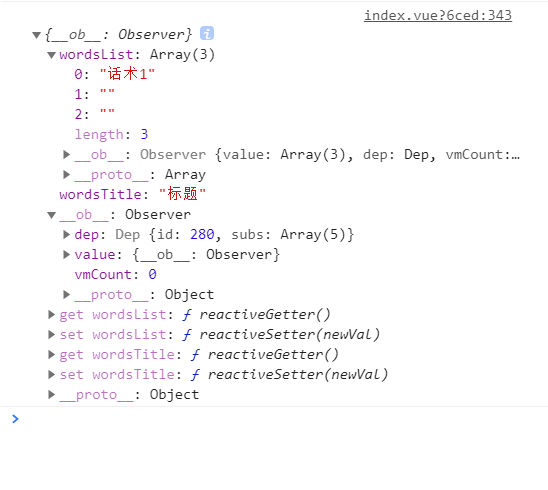 index.vue?6ced:343
▼{__ob__: Observer} i
▼wordsList: Array(3)
0: "话术1"
1: ""
2: ""
length: 3
▶__ob__: Observer {value: Array(3), dep: Dep, vmCount:…
▶__proto__: Array
wordsTitle: "标题"
▼__ob__: Observer
▶dep: Dep {id: 280, subs: Array(5)}
▶value: {__ob__: Observer}
vmCount: 0
▶__proto__: Object
▶get wordsList: ƒ reactiveGetter()
▶set wordsList: ƒ reactiveSetter(newVal)
▶get wordsTitle: ƒ reactiveGetter()
▶set wordsTitle: ƒ reactiveSetter(newVal)
▶__proto__: Object
>